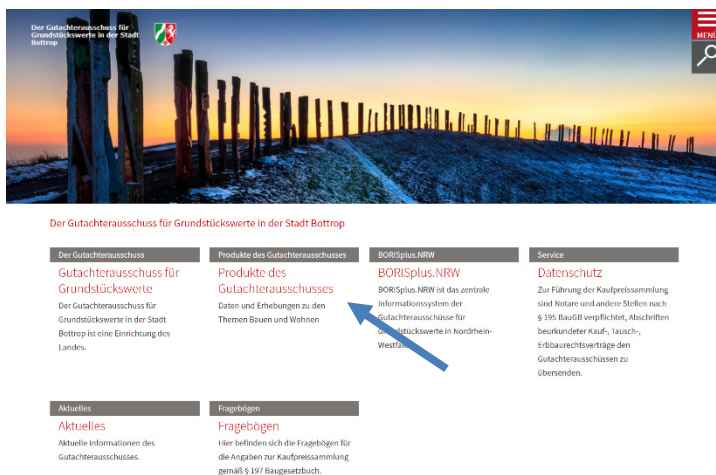 Der Gutachterausschuss für
Grundstückswerte in der Stadt
Bottrop
MENÜ
Der Gutachterausschuss für Grundstückswerte in der Stadt Bottrop
Der Gutachterausschuss
Gutachterausschuss für
Grundstückswerte
Der Gutachterausschuss für
Grundstückswerte in der Stadt
Bottrop ist eine Einrichtung des
Landes.
Produkte des Gutachterausschusses
Produkte des
Gutachterausschusses
Daten und Erhebungen zu den
Themen Bauen und Wohnen
BORISplus.NRW
BORISplus.NRW
BORISplus.NRW ist das zentrale
Informationssystem der
Gutachterausschüsse für
Grundstückswerte in Nordrhein-
Service
Datenschutz
Zur Führung der Kaufpreissammlung
sind Notare und andere Stellen nach
§ 195 BauGB verpflichtet, Abschriften
beurkundeter Kauf-, Tausch-,
Erbbaurechtsverträge den
Gutachterausschüssen zu
übersenden.
Aktuelles
Aktuelles
Aktuelle Informationen des
Gutachterausschusses.
Fragebögen
Fragebögen
Hier befinden sich die Fragebögen für
die Angaben zur Kaufpreissammlung
gemäß § 197 Baugesetzbuch.